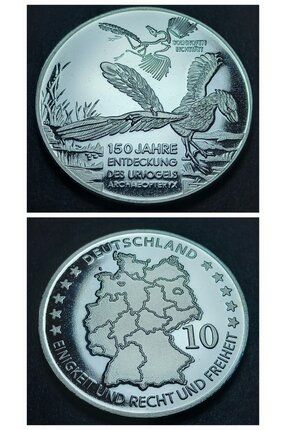 150 JAHRE
ENTDECKUNG
DES URVOGELS
ARCHAEOPTERYX
DEUTSCHLAND
10
EINIGKEIT UND RECHT UND FREIHEIT